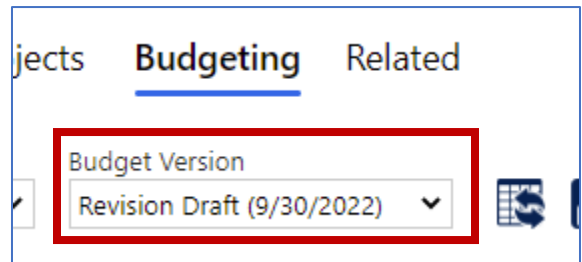 jects Budgeting Related
Budget Version
Revision Draft (9/30/2022)